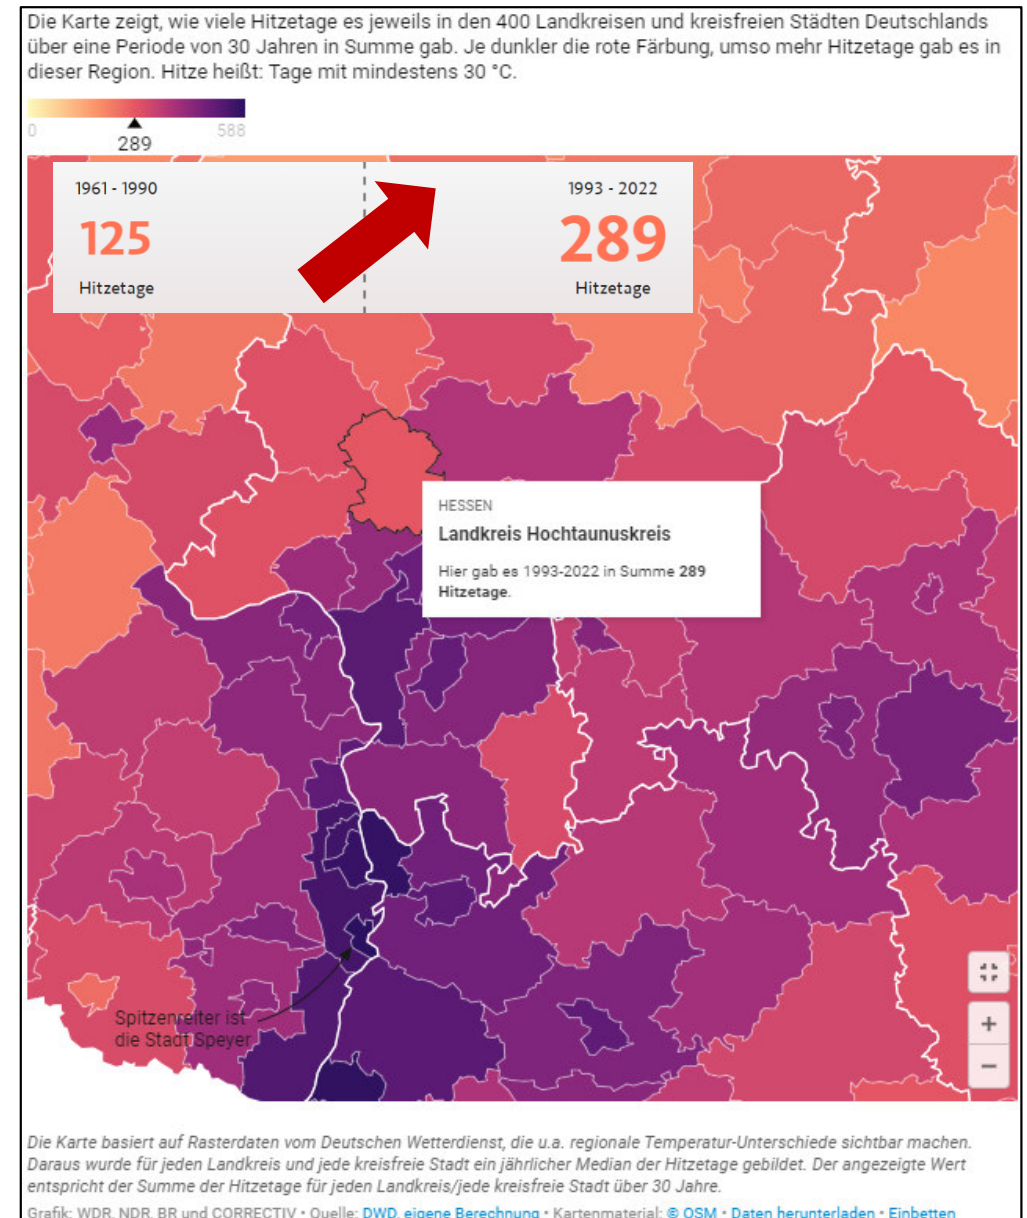 Die Karte zeigt, wie viele Hitzetage es jeweils in den 400 Landkreisen und kreisfreien Städten Deutschlands
über eine Periode von 30 Jahren in Summe gab. Je dunkler die rote Färbung, umso mehr Hitzetage gab es in
dieser Region. Hitze heißt: Tage mit mindestens 30 °C.
0
588
289
1961 - 1990
1993 - 2022
125
289
Hitzetage
Hitzetage
HESSEN
Landkreis Hochtaunuskreis
Hier gab es 1993-2022 in Summe 289
Hitzetage.
Spitzenreiter ist
die Stadt Speyer
+
−
Die Karte basiert auf Rasterdaten vom Deutschen Wetterdienst, die u.a. regionale Temperatur-Unterschiede sichtbar machen.
Daraus wurde für jeden Landkreis und jede kreisfreie Stadt ein jährlicher Median der Hitzetage gebildet. Der angezeigte Wert
entspricht der Summe der Hitzetage für jeden Landkreis/jede kreisfreie Stadt über 30 Jahre.
Grafik: WDR, NDR, BR und CORRECTIV • Quelle: DWD, eigene Berechnung • Kartenmaterial: © OSM • Daten herunterladen • Einbetten